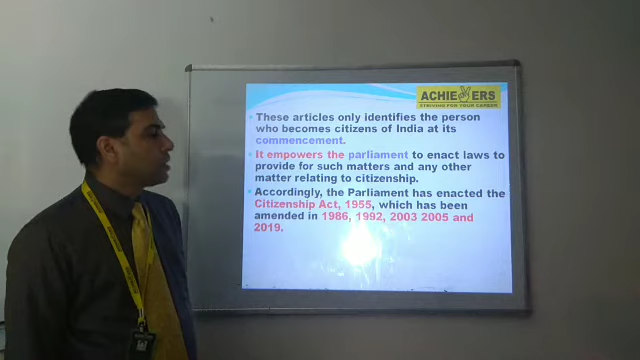 ACHIEVERS
STRIVING FOR YOUR CAREER
These articles only identifies the person
who becomes citizens of India at its
commencement.
It empowers the parliament to enact laws to
provide for such matters and any other
matter relating to citizenship.
Accordingly, the Parliament has enacted the
Citizenship Act, 1955, which has been
amended in 1986, 1992, 2003 2005 and
2019.